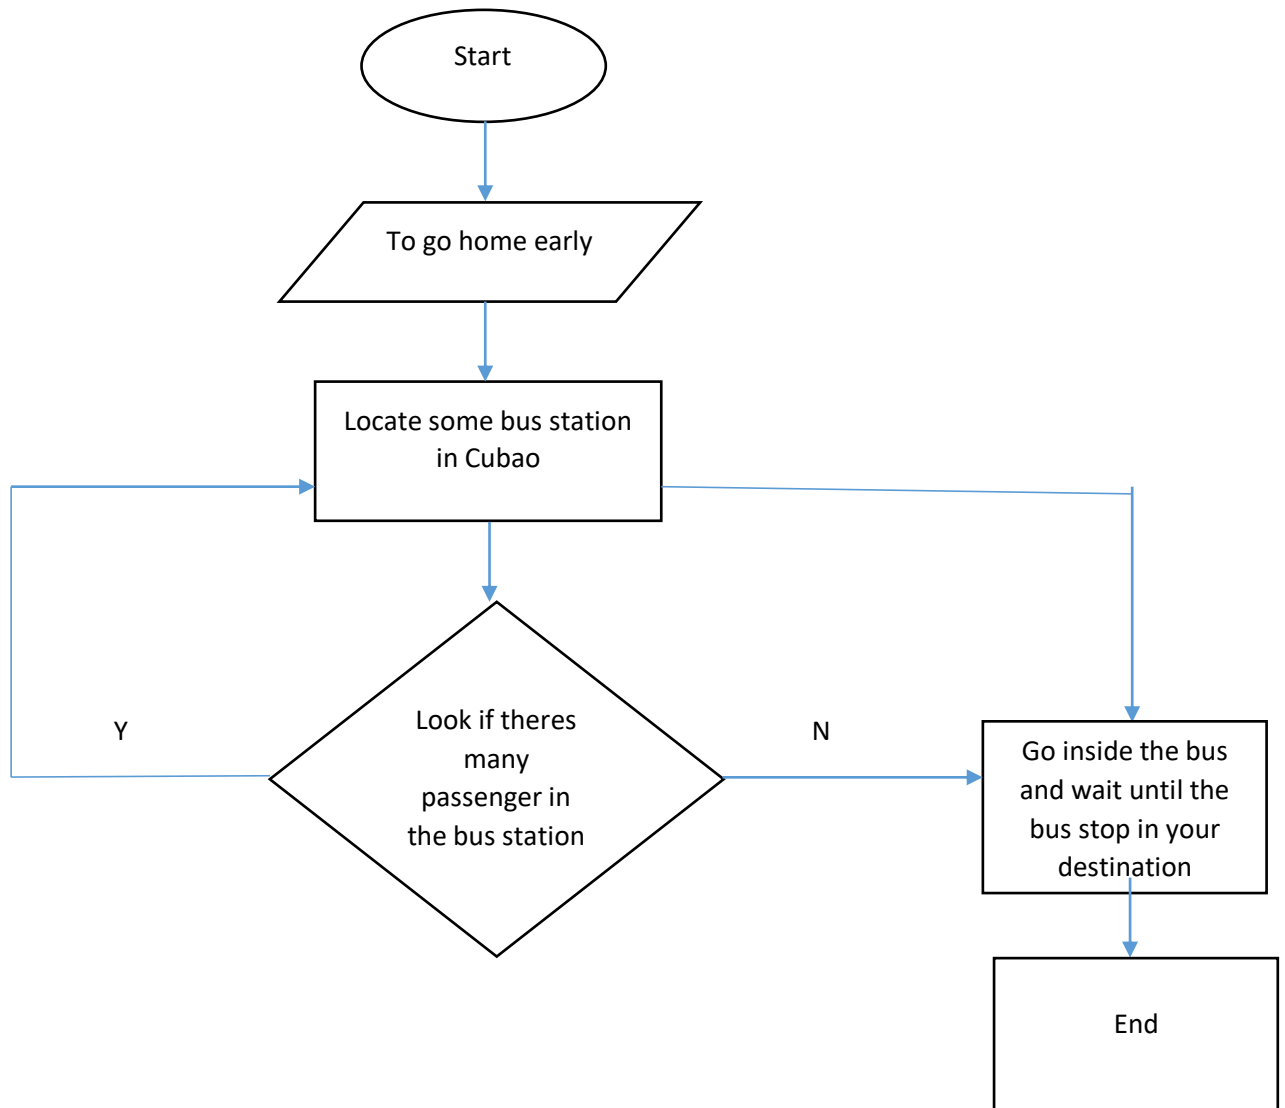 Start
To go home early
Locate some bus station
in Cubao
Y
Look if theres
many
passenger in
the bus station
N
Go inside the bus
and wait until the
bus stop in your
destination
End